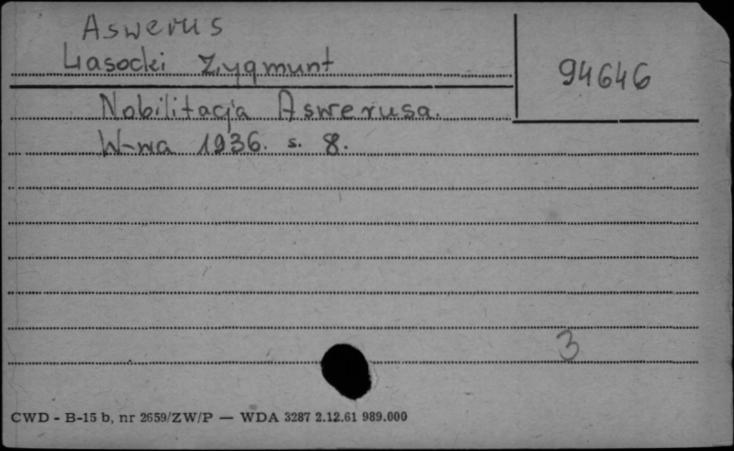 Aswerus
Łasocki Zygmunt
94646
Nobilitacja Aswerusa.
W-wa 1936. s. 8.
3
CWD - B-15 b, nr 2659/ZW/P — WDA 3287 2.12.61 989.000